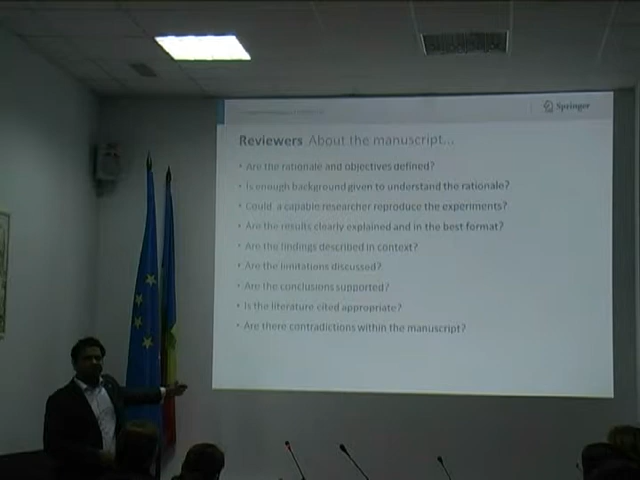 Springer
Reviewers About the manuscript...
• Are the rationale and objectives defined?
• Is enough background given to understand the rationale?
• Could a capable researcher reproduce the experiments?
• Are the results clearly explained and in the best format?
• Are the findings described in context?
• Are the limitations discussed?
• Are the conclusions supported?
• Is the literature cited appropriate?
• Are there contradictions within the manuscript?